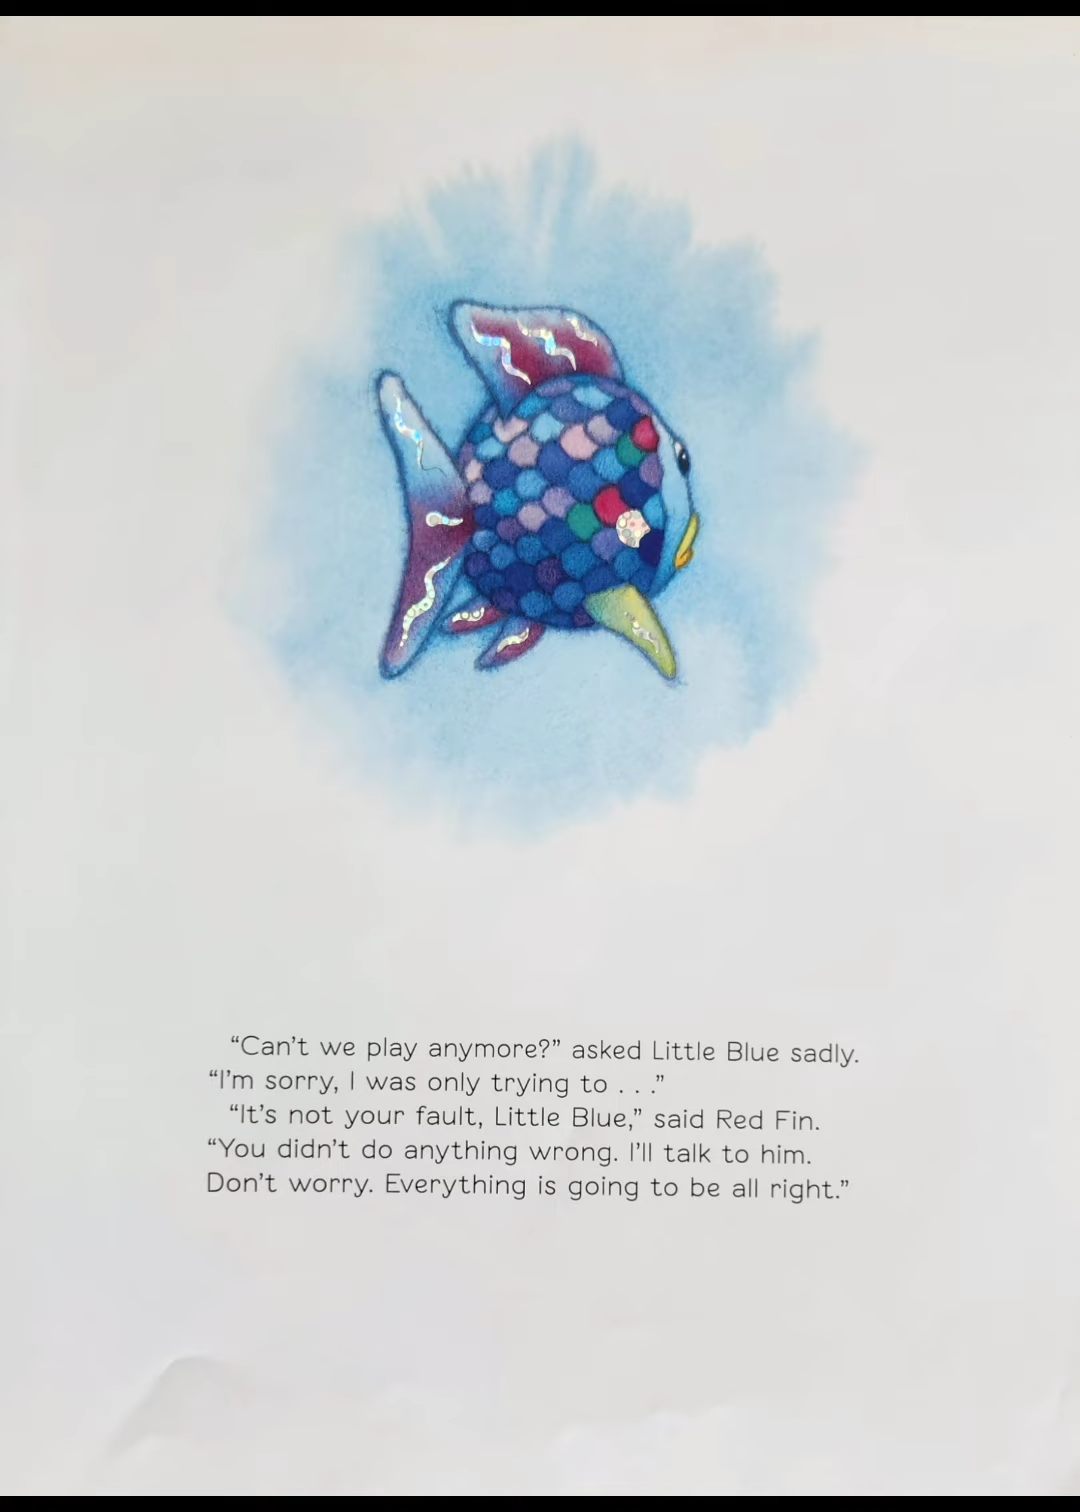 “Can’t we play anymore?” asked Little Blue sadly.
“I’m sorry, I was only trying to . . .”
“It’s not your fault, Little Blue,” said Red Fin.
“You didn’t do anything wrong. I’ll talk to him.
Don’t worry. Everything is going to be all right.”